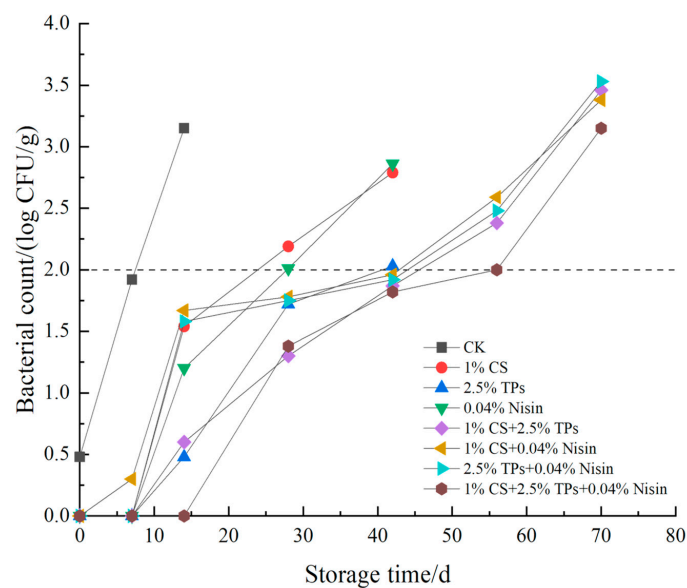 4.0
3.5
3.0
2.5
2.0
1.5
1.0
0.5
0.0
Bacterial count/(log CFU/g)
CK
1% CS
2.5% TPs
0.04% Nisin
1% CS+2.5% TPs
1% CS+0.04% Nisin
2.5% TPs+0.04% Nisin
1% CS+2.5% TPs+0.04% Nisin
0 10 20 30 40 50 60 70 80
Storage time/d